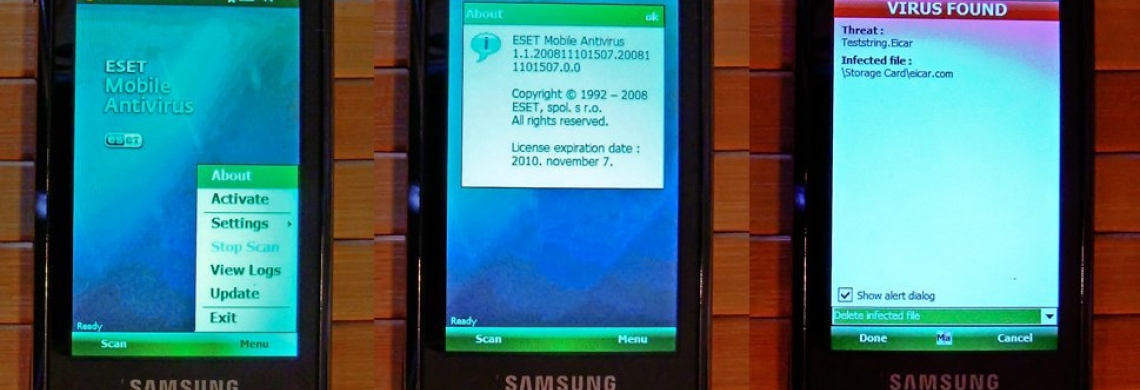 ESET
Mobile
Antivirus
eset
About
Activate
Settings
Stop Scan
View Logs
Update
Exit
Ready
Scan
Menu
SAMSUNG
About
ok
ESET Mobile Antivirus
1.1.200811101507.20081
1101507.0.0
Copyright © 1992 – 2008
ESET, spol. s r.o.
All rights reserved.
License expiration date :
2010. november 7.
Ready
Scan
Menu
SAMSUNG
VIRUS FOUND
Threat :
Teststring.Eicar
Infected file :
\Storage Card\eicar.com
Show alert dialog
Delete infected file
Done
Ma
Cancel
SAMSUNG